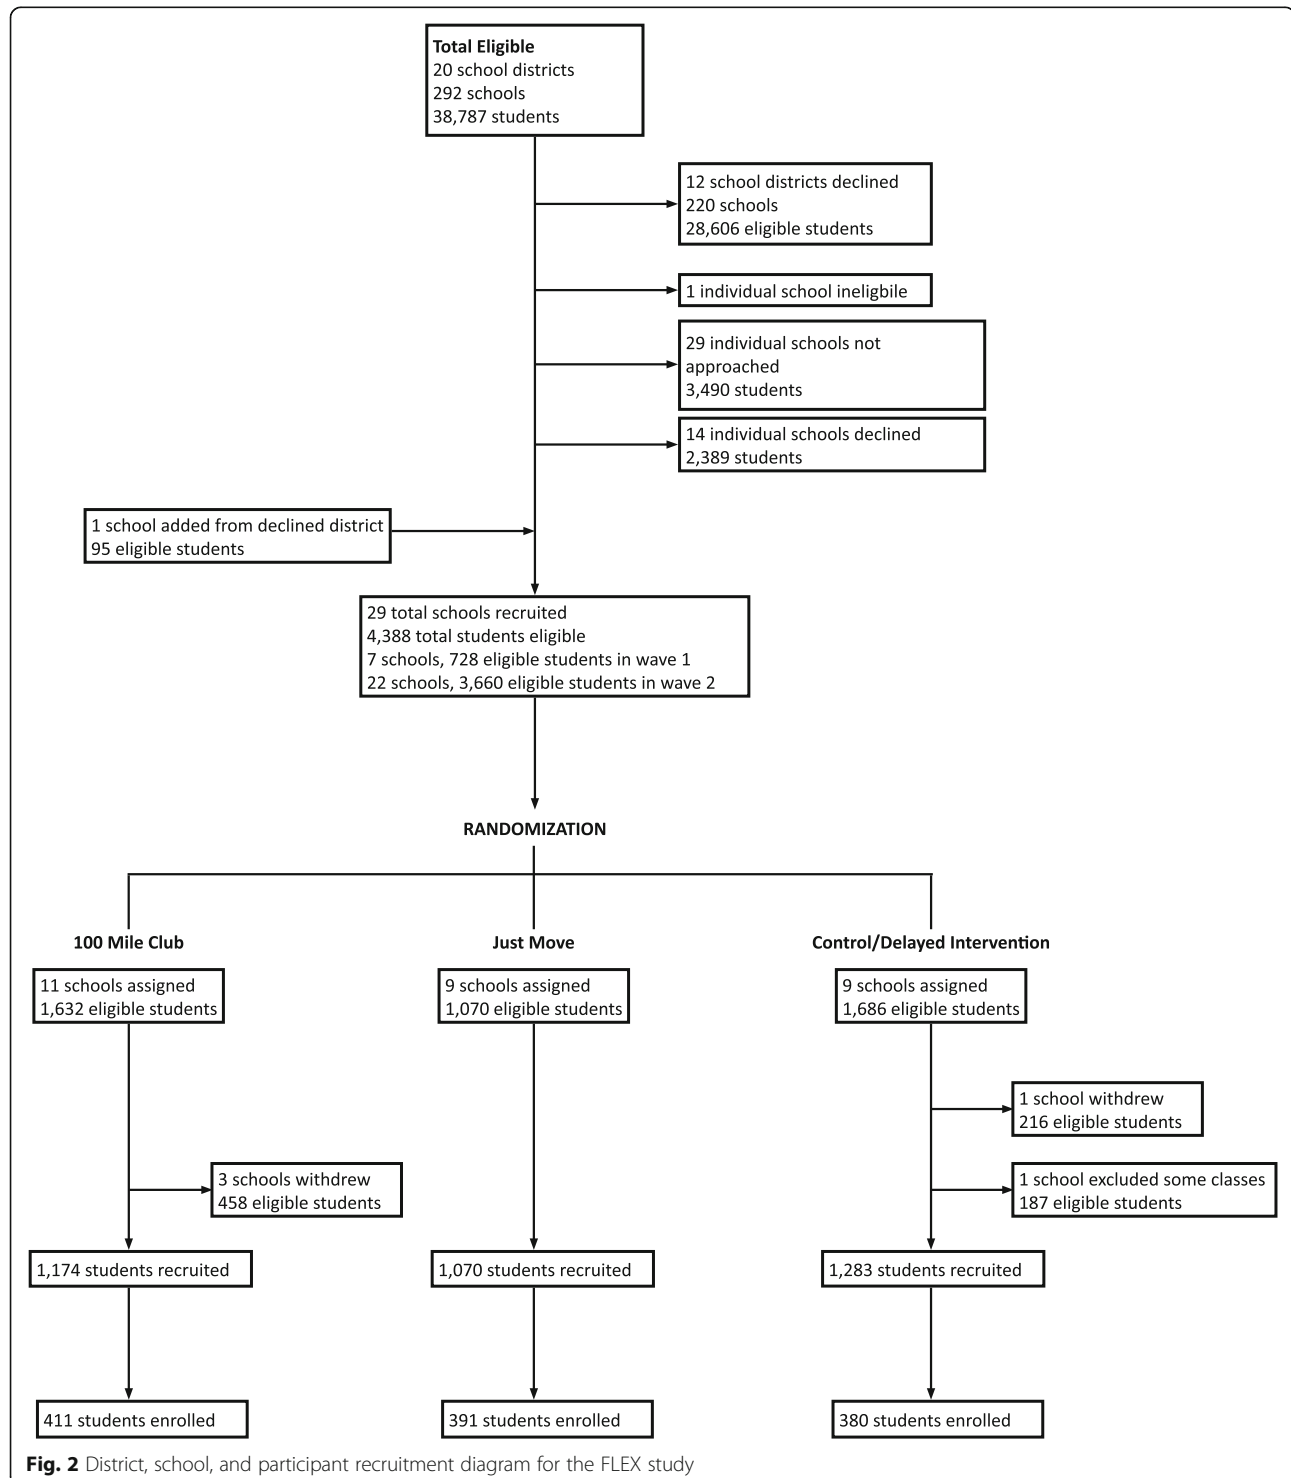 Total Eligible
20 school districts
292 schools
38,787 students
12 school districts declined
220 schools
28,606 eligible students
1 individual school ineligbile
29 individual schools not
approached
3,490 students
14 individual schools declined
2,389 students
1 school added from declined district
95 eligible students
29 total schools recruited
4,388 total students eligible
7 schools, 728 eligible students in wave 1
22 schools, 3,660 eligible students in wave 2
RANDOMIZATION
100 Mile Club
11 schools assigned
1,632 eligible students
3 schools withdrew
458 eligible students
1,174 students recruited
411 students enrolled
Just Move
9 schools assigned
1,070 eligible students
1,070 students recruited
391 students enrolled
Control/Delayed Intervention
9 schools assigned
1,686 eligible students
1 school withdrew
216 eligible students
1 school excluded some classes
187 eligible students
1,283 students recruited
380 students enrolled
Fig. 2 District, school, and participant recruitment diagram for the FLEX study